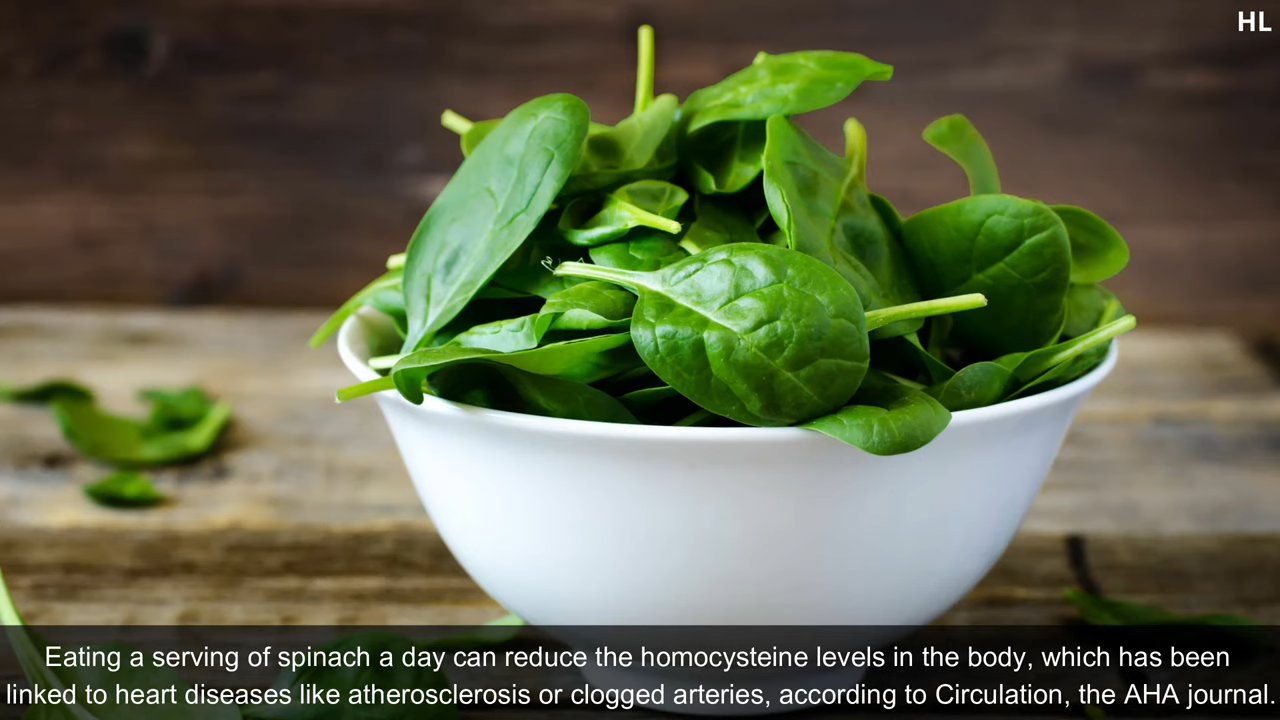 HL
Eating a serving of spinach a day can reduce the homocysteine levels in the body, which has been
linked to heart diseases like atherosclerosis or clogged arteries, according to Circulation, the AHA journal.